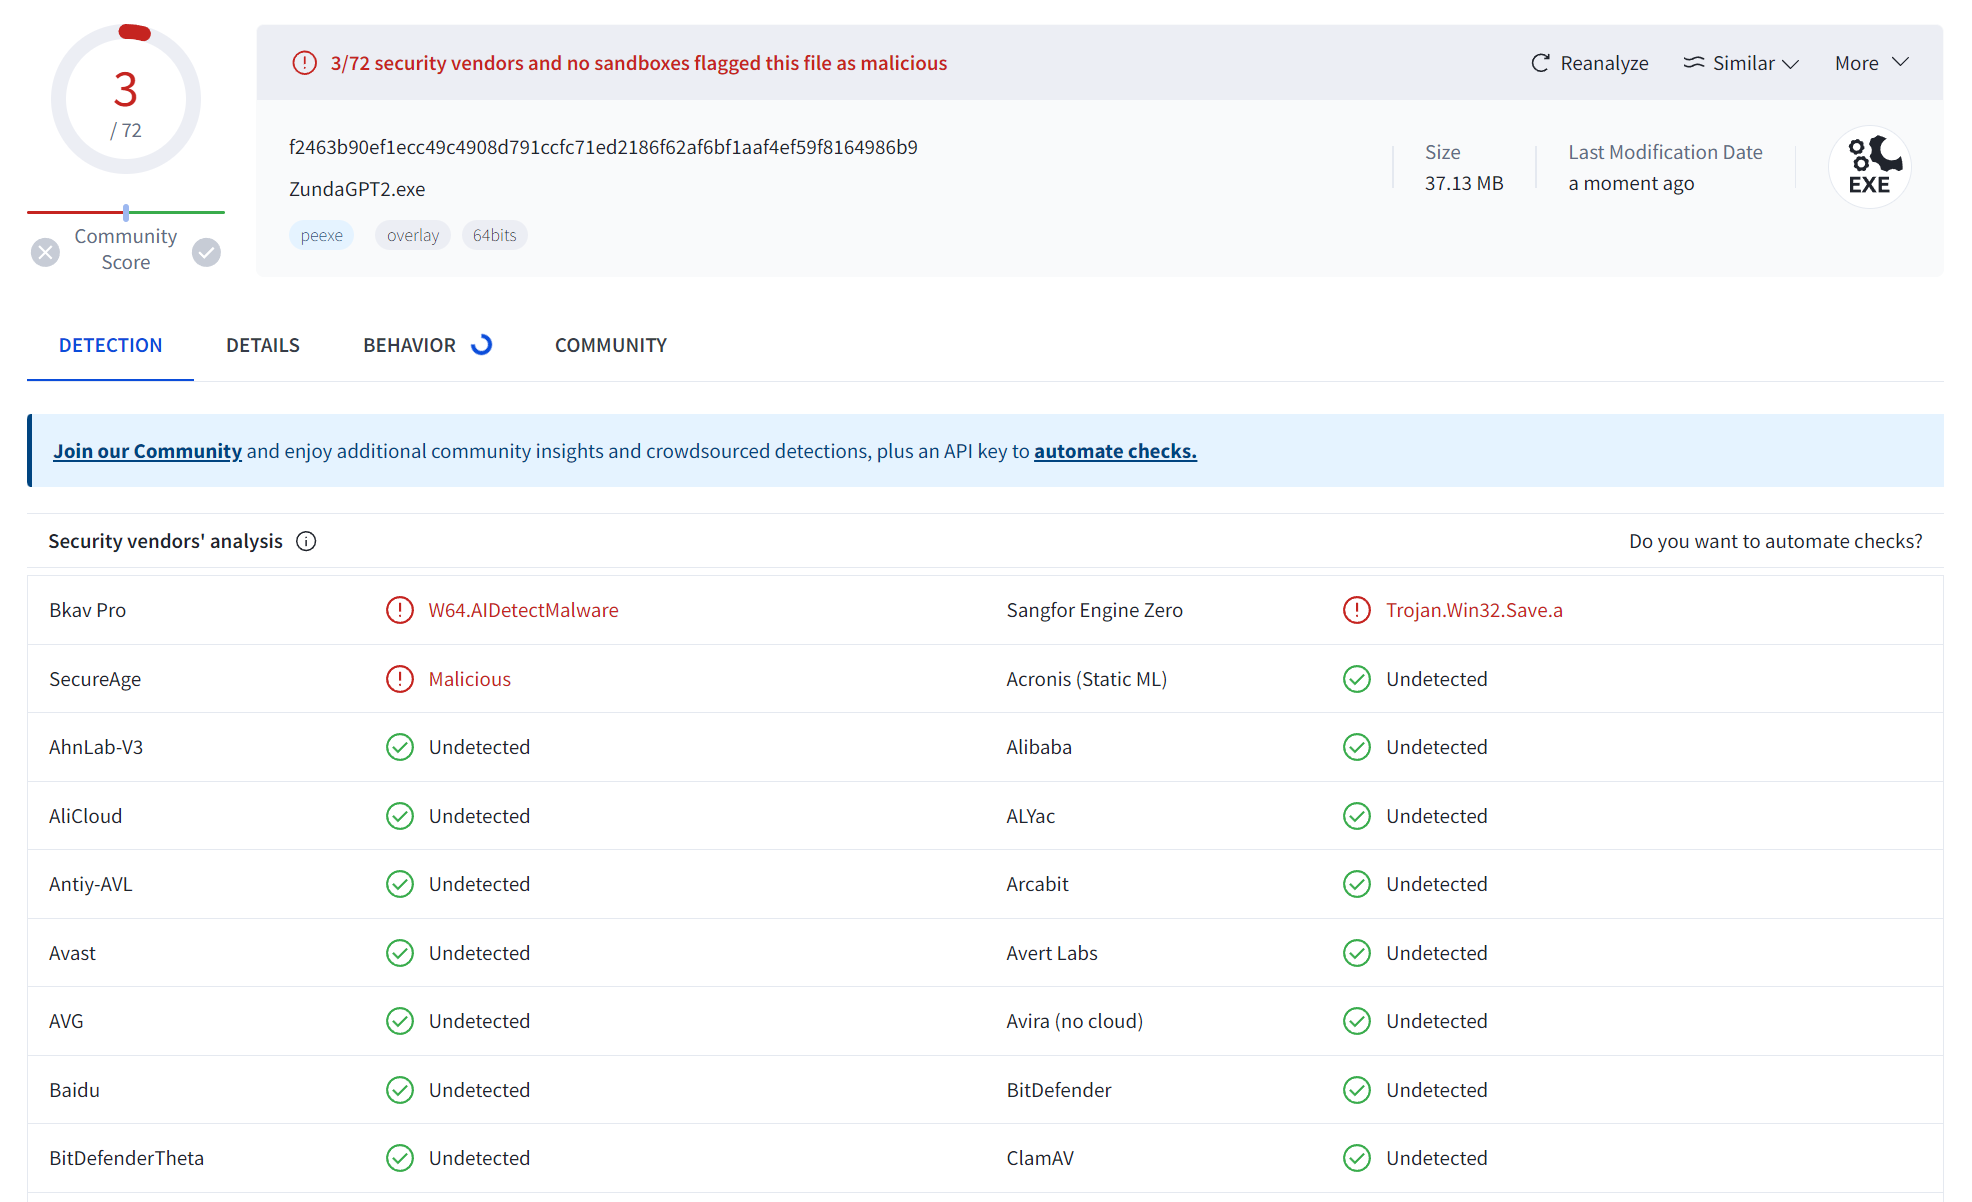 3
/ 72
Community
Score
3/72 security vendors and no sandboxes flagged this file as malicious
Reanalyze
Similar
More
f2463b90ef1ecc49c4908d791ccfc71ed2186f62af6bf1aaf4ef59f8164986b9
ZundaGPT2.exe
peexe
overlay
64bits
Size
37.13 MB
Last Modification Date
a moment ago
EXE
DETECTION
DETAILS
BEHAVIOR
COMMUNITY
Join our Community and enjoy additional community insights and crowdsourced detections, plus an API key to automate checks.
Security vendors' analysis
Do you want to automate checks?
Bkav Pro
W64.AIDetectMalware
Sangfor Engine Zero
Trojan.Win32.Save.a
SecureAge
Malicious
Acronis (Static ML)
Undetected
AhnLab-V3
Undetected
Alibaba
Undetected
AliCloud
Undetected
ALYac
Undetected
Antiy-AVL
Undetected
Arcabit
Undetected
Avast
Undetected
Avert Labs
Undetected
AVG
Undetected
Avira (no cloud)
Undetected
Baidu
Undetected
BitDefender
Undetected
BitDefenderTheta
Undetected
ClamAV
Undetected